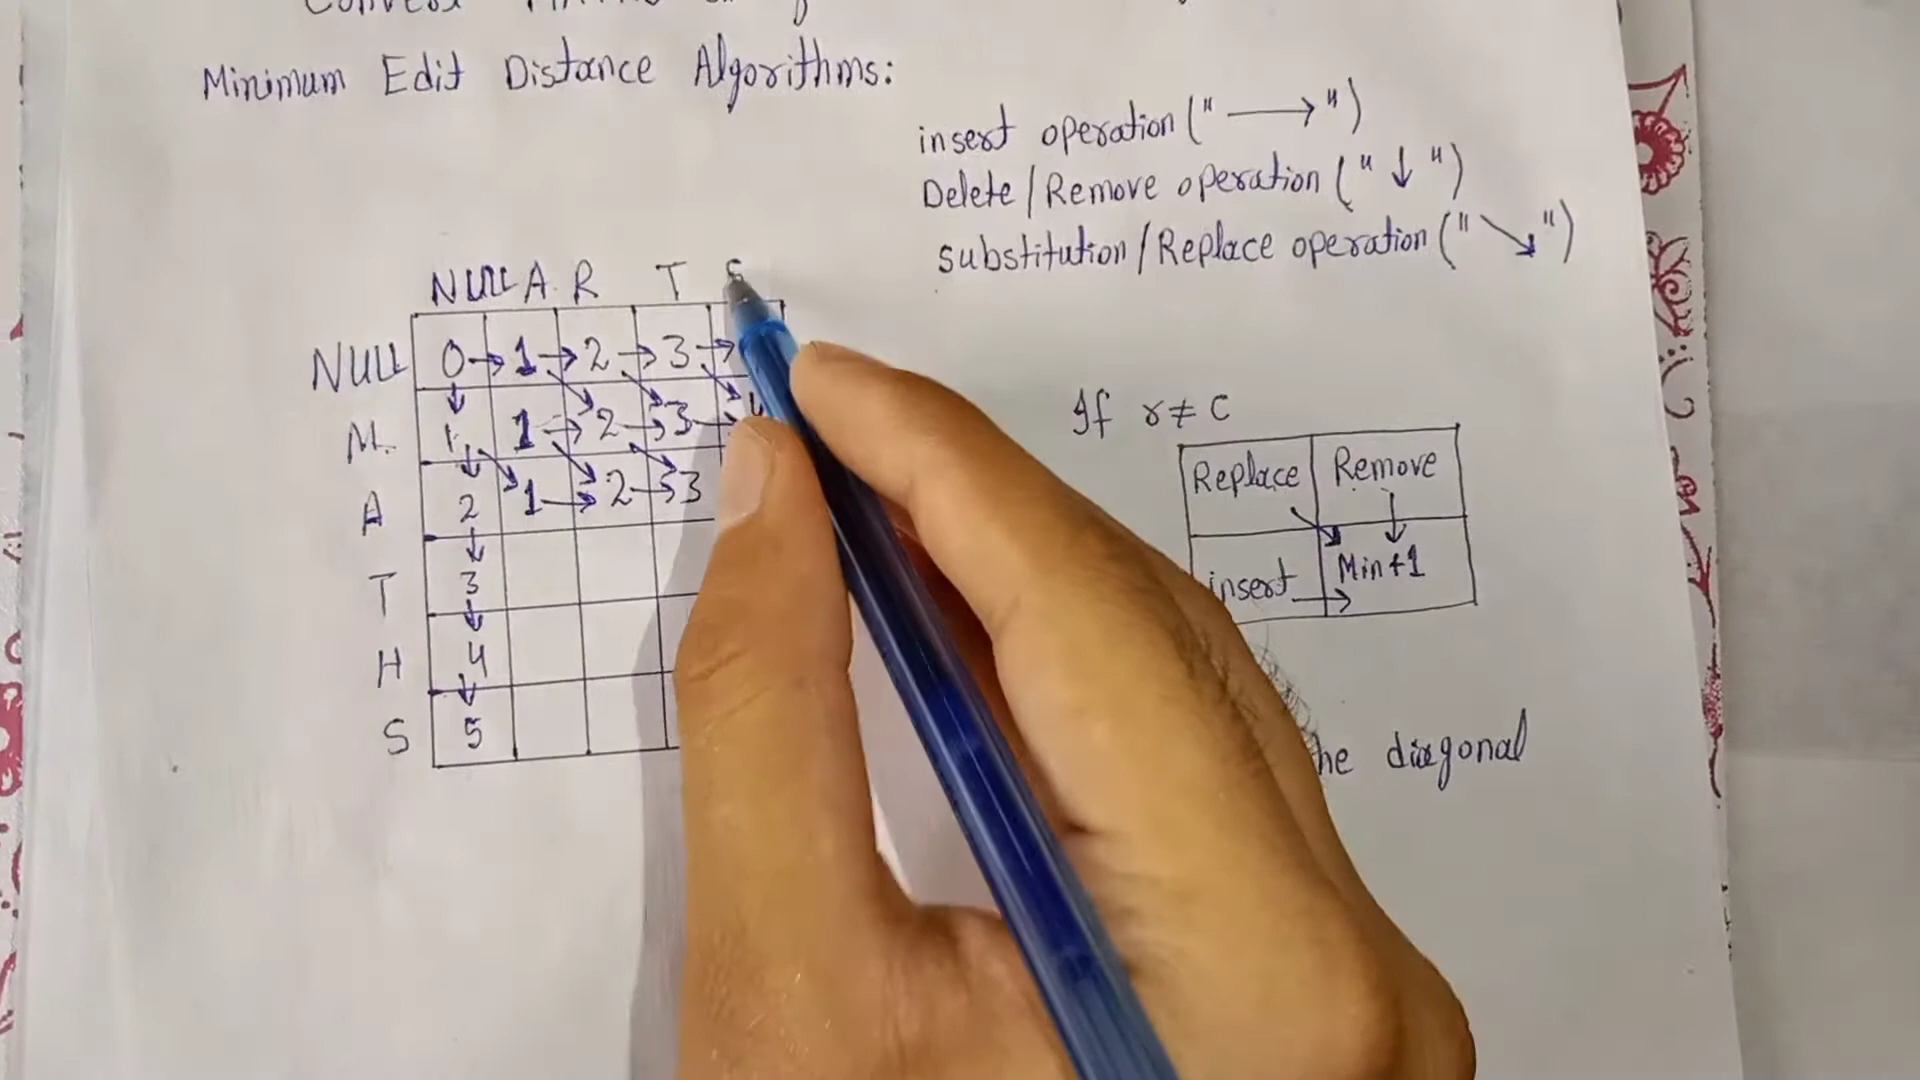 Minimum Edit Distance Algorithms:
insert operation ("→")
Delete/Remove operation ("↓")
substitution/Replace operation ("↘")
NULL A R T S
NULL 0→1→2→3→
M 1 1→2→3→
A 2 1→2→3
T 3
H 4
S 5
If r≠c
Replace Remove
insert→ Min+1
diagonal